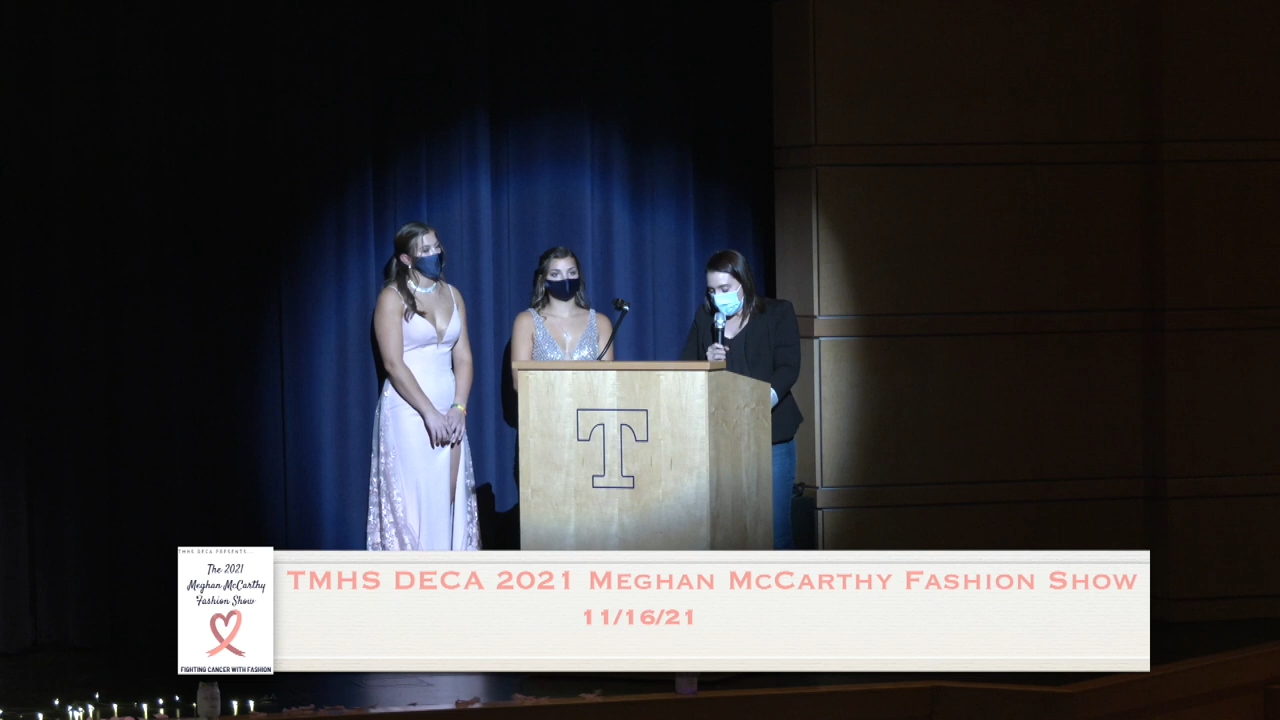 T
TMHS DECA PRESENTS...
The 2021
Meghan McCarthy
Fashion Show
FIGHTING CANCER WITH FASHION
TMHS DECA 2021 Meghan McCarthy Fashion Show
11/16/21